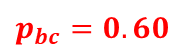 p_bc = 0.60